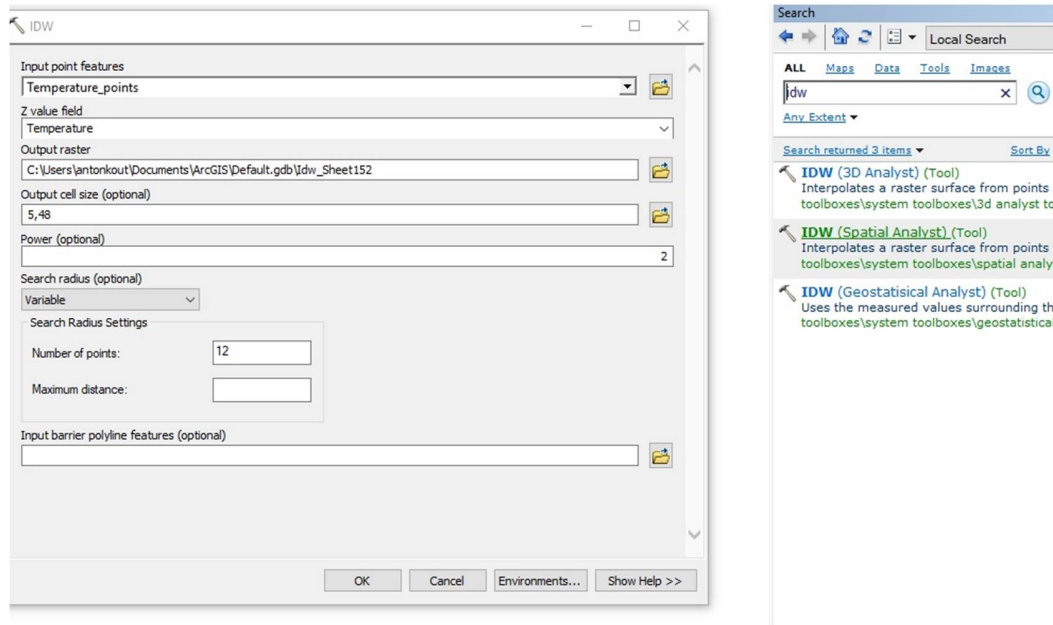 IDW
Input point features
Temperature_points
Z value field
Temperature
Output raster
C:\Users\antonkout\Documents\ArcGIS\Default.gdb\Idw_Sheet152
Output cell size (optional)
5,48
Power (optional)
2
Search radius (optional)
Variable
Search Radius Settings
Number of points:
12
Maximum distance:
Input barrier polyline features (optional)
OK Cancel Environments... Show Help >>
Search
Local Search
ALL Maps Data Tools Images
idw
Any Extent
Search returned 3 items Sort By
IDW (3D Analyst) (Tool)
Interpolates a raster surface from points
toolboxes\system toolboxes\3d analyst to
IDW (Spatial Analyst) (Tool)
Interpolates a raster surface from points
toolboxes\system toolboxes\spatial analy
IDW (Geostatisical Analyst) (Tool)
Uses the measured values surrounding th
toolboxes\system toolboxes\geostatistical